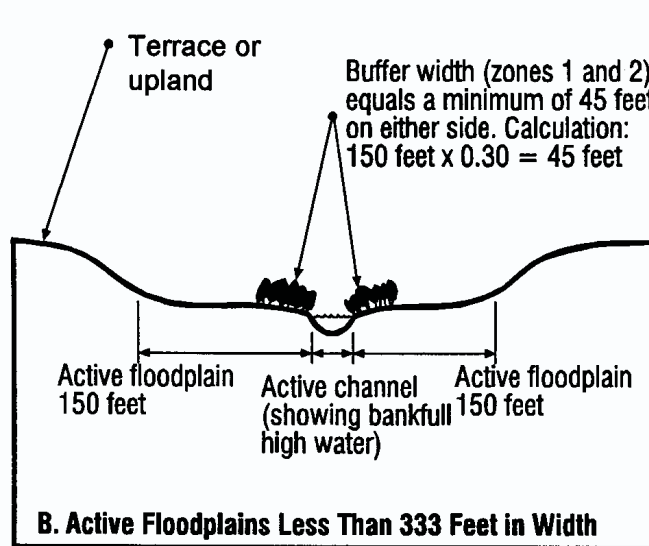 Terrace or
upland
Buffer width (zones 1 and 2)
equals a minimum of 45 feet
on either side. Calculation:
150 feet x 0.30 = 45 feet
Active floodplain
150 feet
Active channel
(showing bankfull
high water)
Active floodplain
150 feet
B. Active Floodplains Less Than 333 Feet in Width